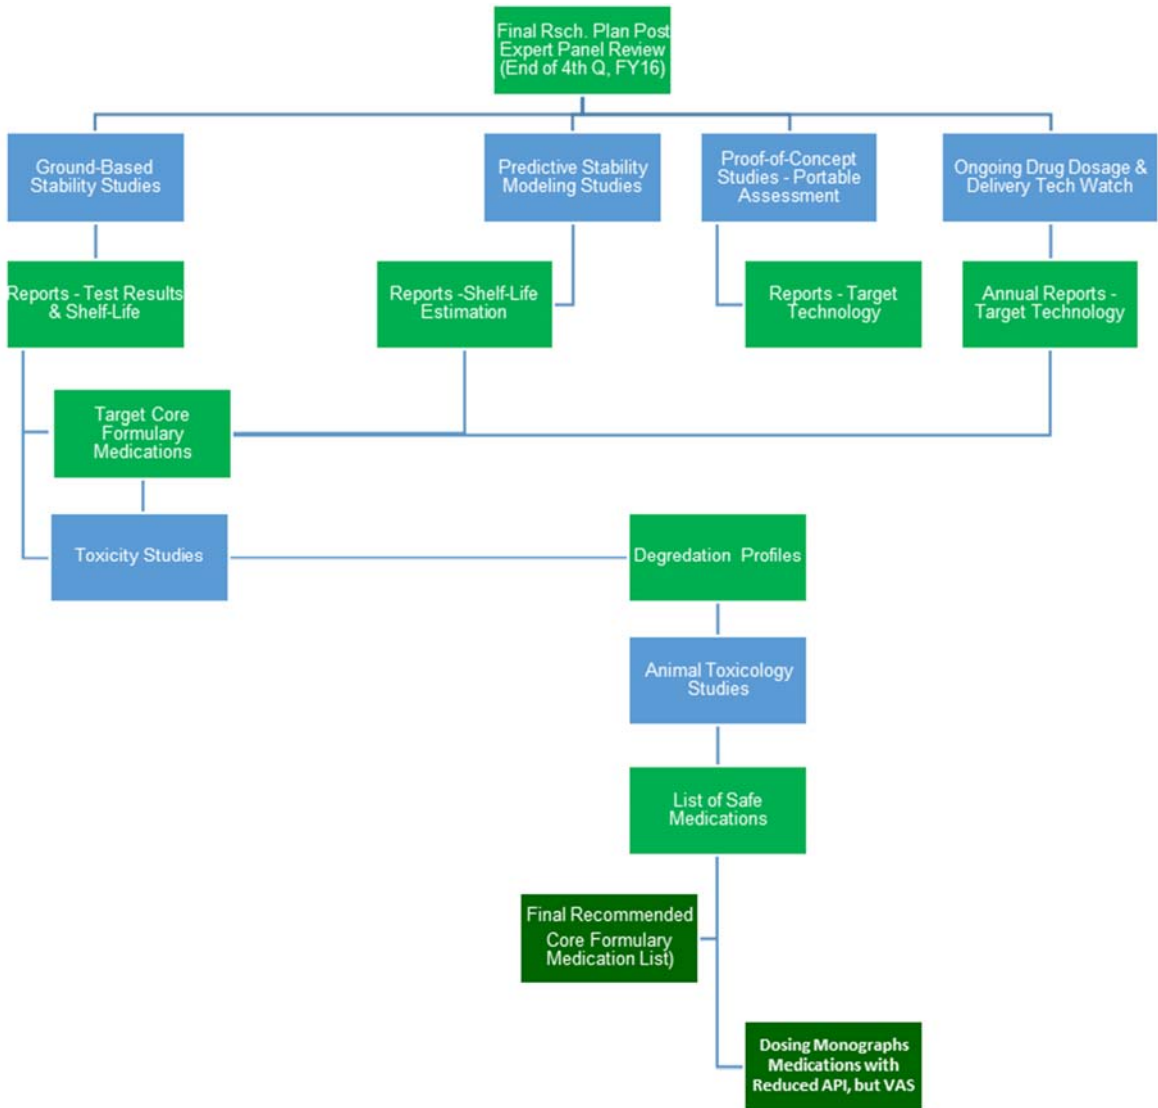 Final Rsch. Plan Post
Expert Panel Review
(End of 4th Q, FY16)
Ground-Based
Stability Studies
Predictive Stability
Modeling Studies
Proof-of-Concept
Studies - Portable
Assessment
Ongoing Drug Dosage &
Delivery Tech Watch
Reports - Test Results
& Shelf-Life
Reports -Shelf-Life
Estimation
Reports - Target
Technology
Annual Reports -
Target Technology
Target Core
Formulary
Medications
Toxicity Studies
Degredation Profiles
Animal Toxicology
Studies
List of Safe
Medications
Final Recommended
Core Formulary
Medication List)
Dosing Monographs
Medications with
Reduced API, but VAS